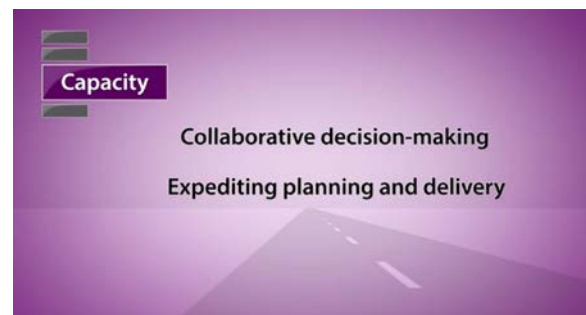 Capacity
Collaborative decision-making
Expediting planning and delivery